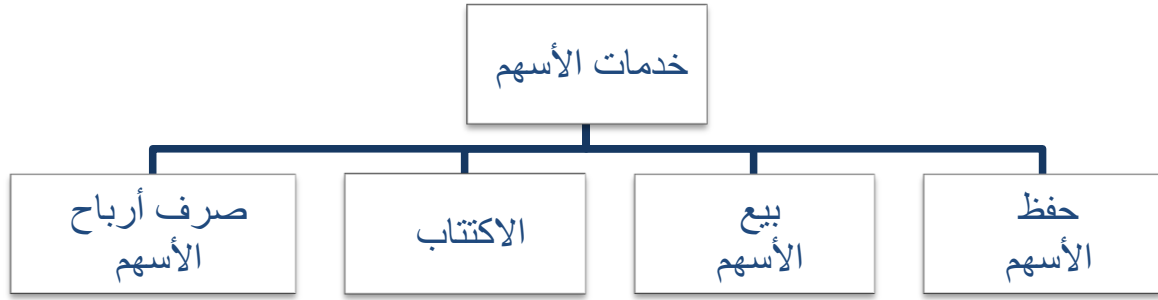 خدمات الأسهم
حفظ
الأسهم
بيع
الأسهم
الاكتتاب
صرف أرباح
الأسهم